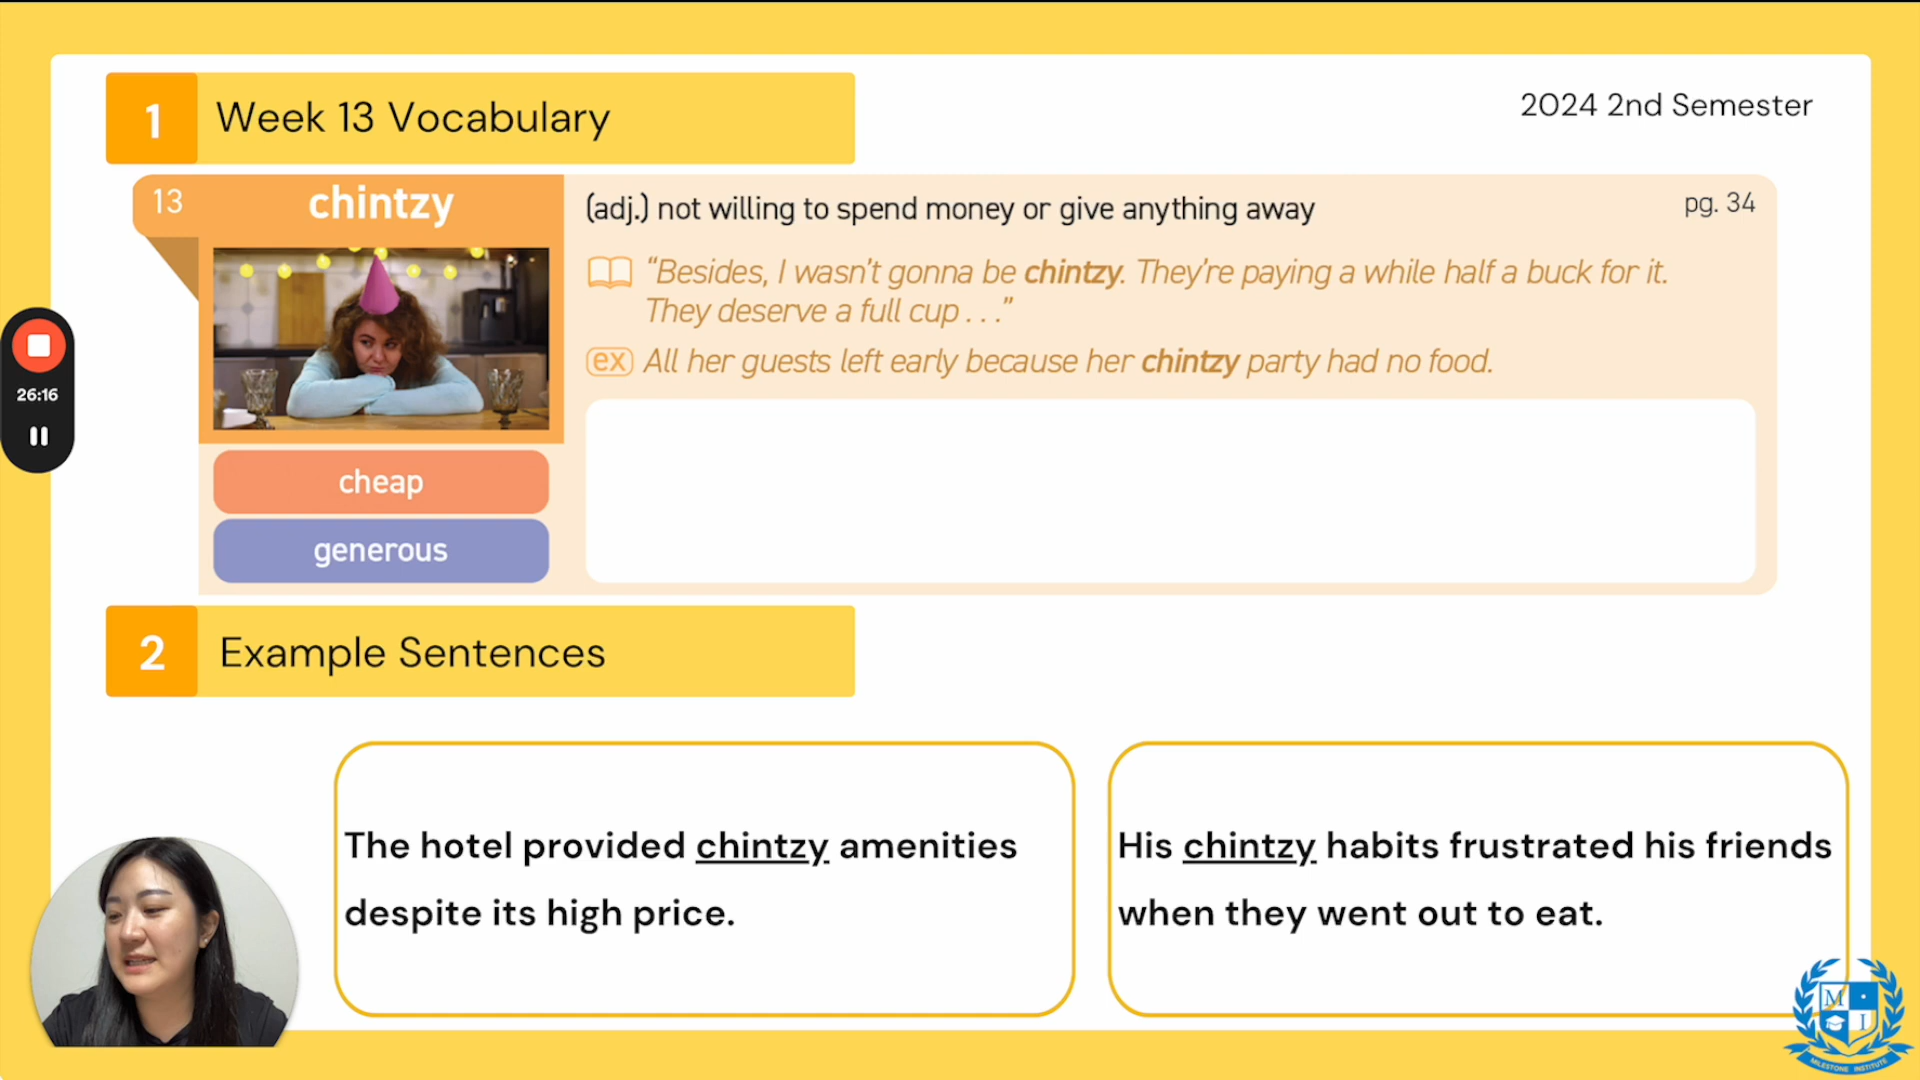 1
Week 13 Vocabulary
2024 2nd Semester
13
chintzy
(adj.) not willing to spend money or give anything away
pg. 34
"Besides, I wasn't gonna be chintzy. They're paying a while half a buck for it.
They deserve a full cup . . ."
ex All her guests left early because her chintzy party had no food.
26:16
cheap
generous
2
Example Sentences
The hotel provided chintzy amenities
despite its high price.
His chintzy habits frustrated his friends
when they went out to eat.
M
I
MILESTONE INSTITUTE